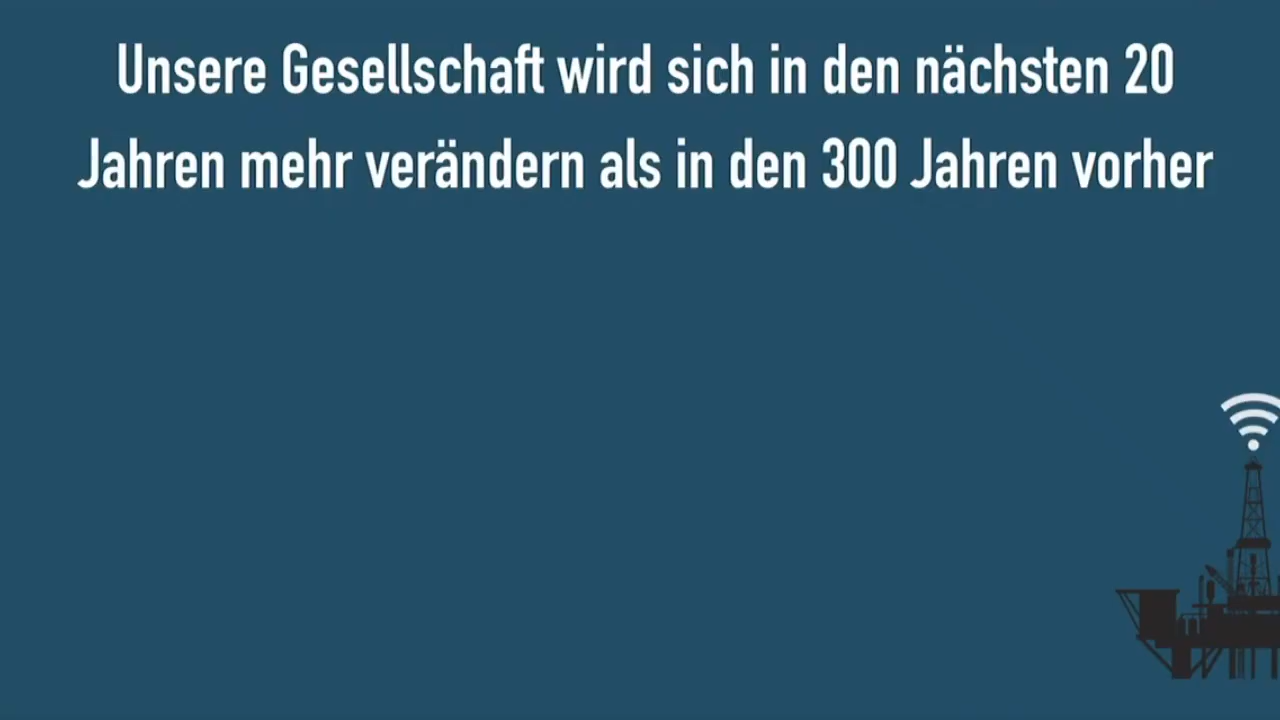 Unsere Gesellschaft wird sich in den nächsten 20
Jahren mehr verändern als in den 300 Jahren vorher